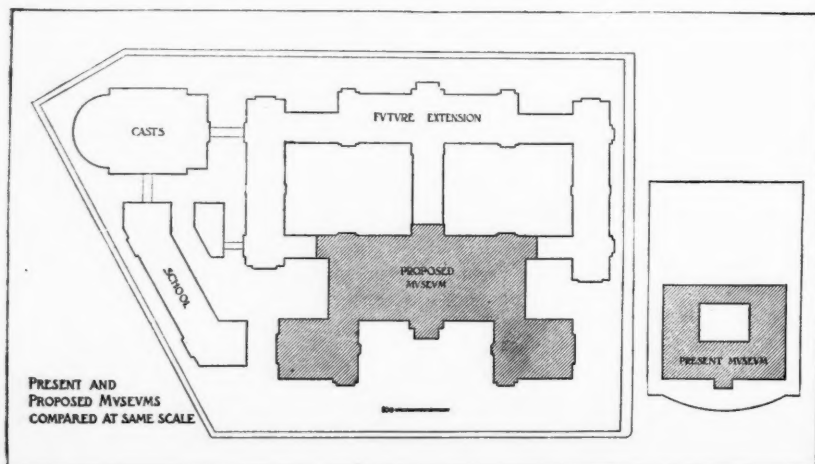 CASTS
FVTVRE EXTENSION
PROPOSED
MVSEVM
SCHOOL
PRESENT MVSEVM
PRESENT AND
PROPOSED MVSEVMS
COMPARED AT SAME SCALE